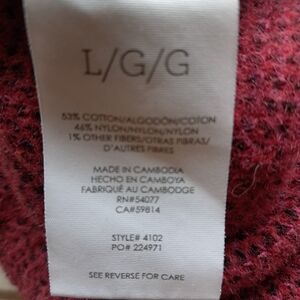 L/G/G
53% COTTON/ALGODÓN/COTON
46% NYLON/NYLON/NYLON
1% OTHER FIBERS/OTRAS FIBRAS/
D'AUTRES FIBRES
MADE IN CAMBODIA
HECHO EN CAMBOYA
FABRIQUÉ AU CAMBODGE
RN#54077
CA#59814
STYLE# 4102
PO# 224971
SEE REVERSE FOR CARE